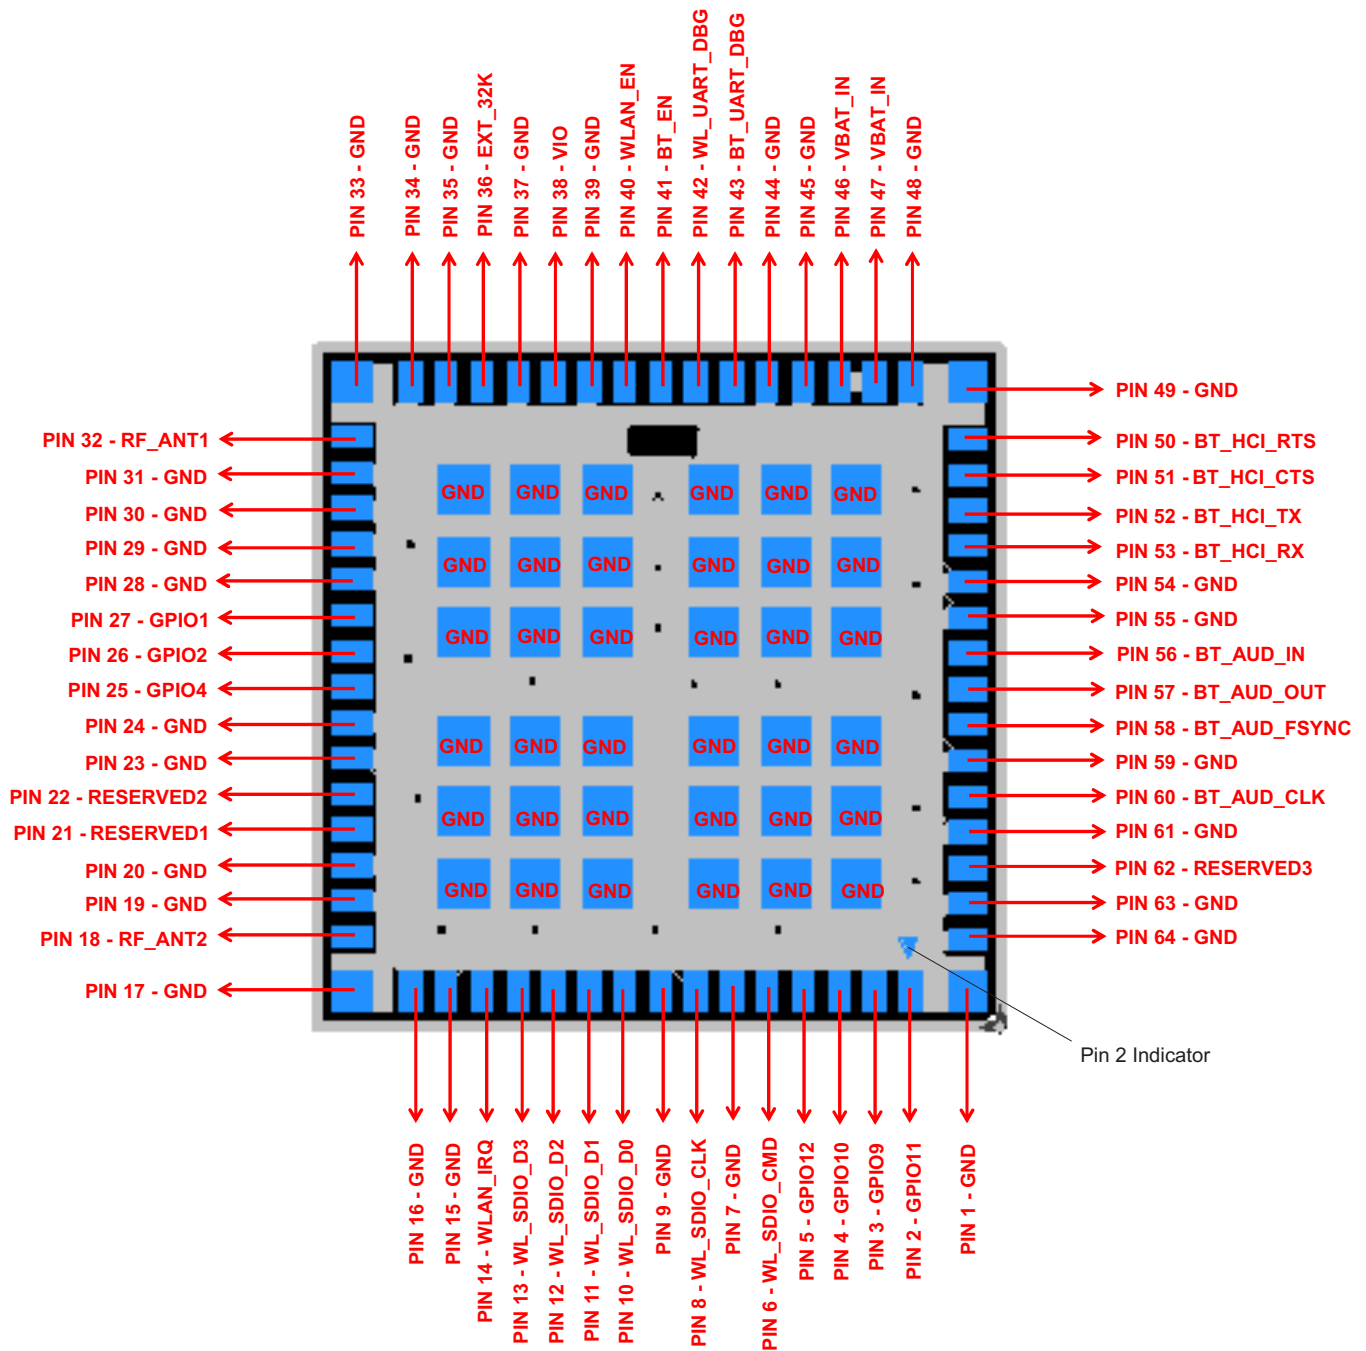 PIN 33 - GND
PIN 34 - GND
PIN 35 - GND
PIN 36 - EXT_32K
PIN 37 - GND
PIN 38 - VIO
PIN 39 - GND
PIN 40 - WLAN_EN
PIN 41 - BT_EN
PIN 42 - WL_UART_DBG
PIN 43 - BT_UART_DBG
PIN 44 - GND
PIN 45 - GND
PIN 46 - VBAT_IN
PIN 47 - VBAT_IN
PIN 48 - GND
PIN 32 - RF_ANT1
PIN 31 - GND
PIN 30 - GND
PIN 29 - GND
PIN 28 - GND
PIN 27 - GPIO1
PIN 26 - GPIO2
PIN 25 - GPIO4
PIN 24 - GND
PIN 23 - GND
PIN 22 - RESERVED2
PIN 21 - RESERVED1
PIN 20 - GND
PIN 19 - GND
PIN 18 - RF_ANT2
PIN 17 - GND
GND GND GND GND GND GND
GND GND GND GND GND GND
GND GND GND GND GND GND
GND GND GND GND GND GND
GND GND GND GND GND GND
GND GND GND GND GND GND
PIN 49 - GND
PIN 50 - BT_HCI_RTS
PIN 51 - BT_HCI_CTS
PIN 52 - BT_HCI_TX
PIN 53 - BT_HCI_RX
PIN 54 - GND
PIN 55 - GND
PIN 56 - BT_AUD_IN
PIN 57 - BT_AUD_OUT
PIN 58 - BT_AUD_FSYNC
PIN 59 - GND
PIN 60 - BT_AUD_CLK
PIN 61 - GND
PIN 62 - RESERVED3
PIN 63 - GND
PIN 64 - GND
Pin 2 Indicator
PIN 16 - GND
PIN 15 - GND
PIN 14 - WLAN_IRQ
PIN 13 - WL_SDIO_D3
PIN 12 - WL_SDIO_D2
PIN 11 - WL_SDIO_D1
PIN 10 - WL_SDIO_D0
PIN 9 - GND
PIN 8 - WL_SDIO_CLK
PIN 7 - GND
PIN 6 - WL_SDIO_CMD
PIN 5 - GPIO12
PIN 4 - GPIO10
PIN 3 - GPIO9
PIN 2 - GPIO11
PIN 1 - GND